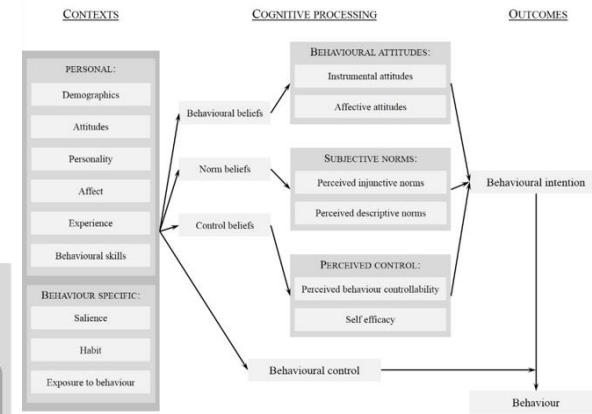 CONTEXTS
COGNITIVE PROCESSING
OUTCOMES
PERSONAL:
Demographics
Attitudes
Personality
Affect
Experience
Behavioural skills
BEHAVIOUR SPECIFIC:
Salience
Habit
Exposure to behaviour
Behavioural beliefs
Norm beliefs
Control beliefs
BEHAVIOURAL ATTITUDES:
Instrumental attitudes
Affective attitudes
SUBJECTIVE NORMS:
Perceived injunctive norms
Perceived descriptive norms
PERCEIVED CONTROL:
Perceived behaviour controllability
Self efficacy
Behavioural control
Behavioural intention
Behaviour